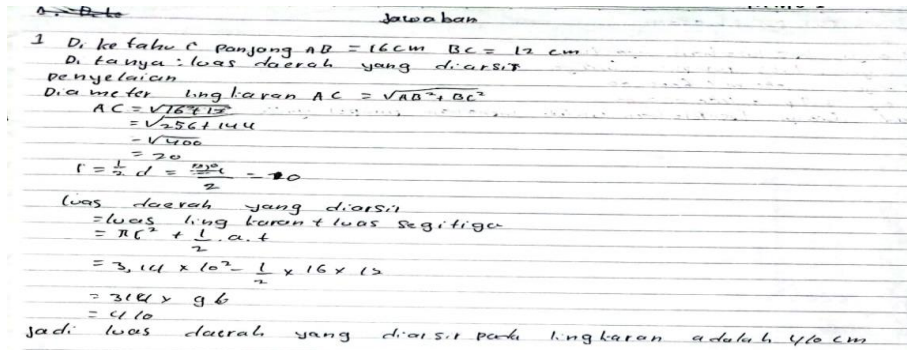 Jawaban
1 Di ketahui Panjang AB = 16 cm BC = 12 cm
Di tanya : luas daerah yang diarsir
Penyelaian
Diameter lingkaran AC = √AB² + BC²
AC = √16² + 12
= √256 + 144
= √400
= 20
r = 1/2 d = /2 = 10
luas daerah yang diarsir
= luas lingkaran + luas segitiga
= πr² + 1/2 . a. t
= 3,14 x 10² - 1/2 x 16 x 12
= 314 x 96
= 410
Jadi luas daerah yang diarsir pada lingkaran adalah 410 cm